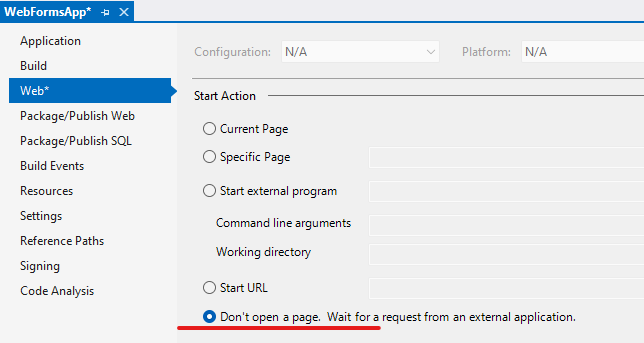 WebFormsApp*
Application
Build
Web*
Package/Publish Web
Package/Publish SQL
Build Events
Resources
Settings
Reference Paths
Signing
Code Analysis
Configuration: N/A Platform: N/A
Start Action
Current Page
Specific Page
Start external program
Command line arguments
Working directory
Start URL
Don't open a page. Wait for a request from an external application.